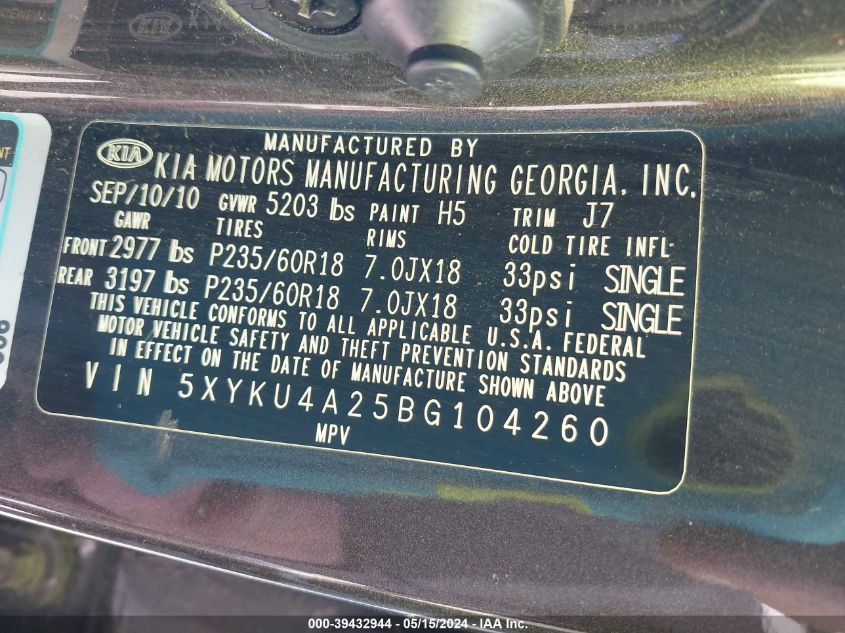 MANUFACTURED BY
KIA KIA MOTORS MANUFACTURING GEORGIA, INC.
SEP/10/10 GVWR 5203 lbs PAINT H5 TRIM J7
GAWR TIRES RIMS COLD TIRE INFL
FRONT 2977 lbs P235/60R18 7.0JX18 33psi SINGLE
REAR 3197 lbs P235/60R18 7.0JX18 33psi SINGLE
THIS VEHICLE CONFORMS TO ALL APPLICABLE U.S.A. FEDERAL
MOTOR VEHICLE SAFETY AND THEFT PREVENTION STANDARDS
IN EFFECT ON THE DATE OF MANUFACTURE SHOWN ABOVE
VIN 5XYKU4A25BG104260
MPV
000-39432944 - 05/15/2024 - IAA Inc.